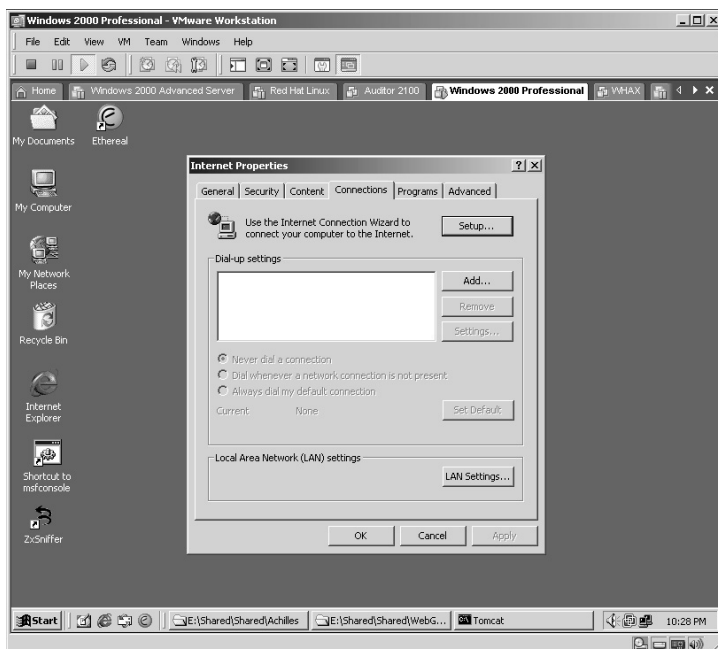 Windows 2000 Professional - VMware Workstation
File Edit View VM Team Windows Help
Home Windows 2000 Advanced Server Red Hat Linux Auditor 2100 Windows 2000 Professional WHAX
My Documents
Ethereal
My Computer
My Network Places
Recycle Bin
Internet Explorer
Shortcut to msfconsole
ZxSniffer
Internet Properties
General Security Content Connections Programs Advanced
Use the Internet Connection Wizard to
connect your computer to the Internet.
Setup...
Dial-up settings
Add...
Remove
Settings...
Never dial a connection
Dial whenever a network connection is not present
Always dial my default connection
Current None
Set Default
Local Area Network (LAN) settings
LAN Settings...
OK Cancel Apply
Start E:\Shared\Shared\Achilles E:\Shared\Shared\WebG... Tomcat 10:28 PM